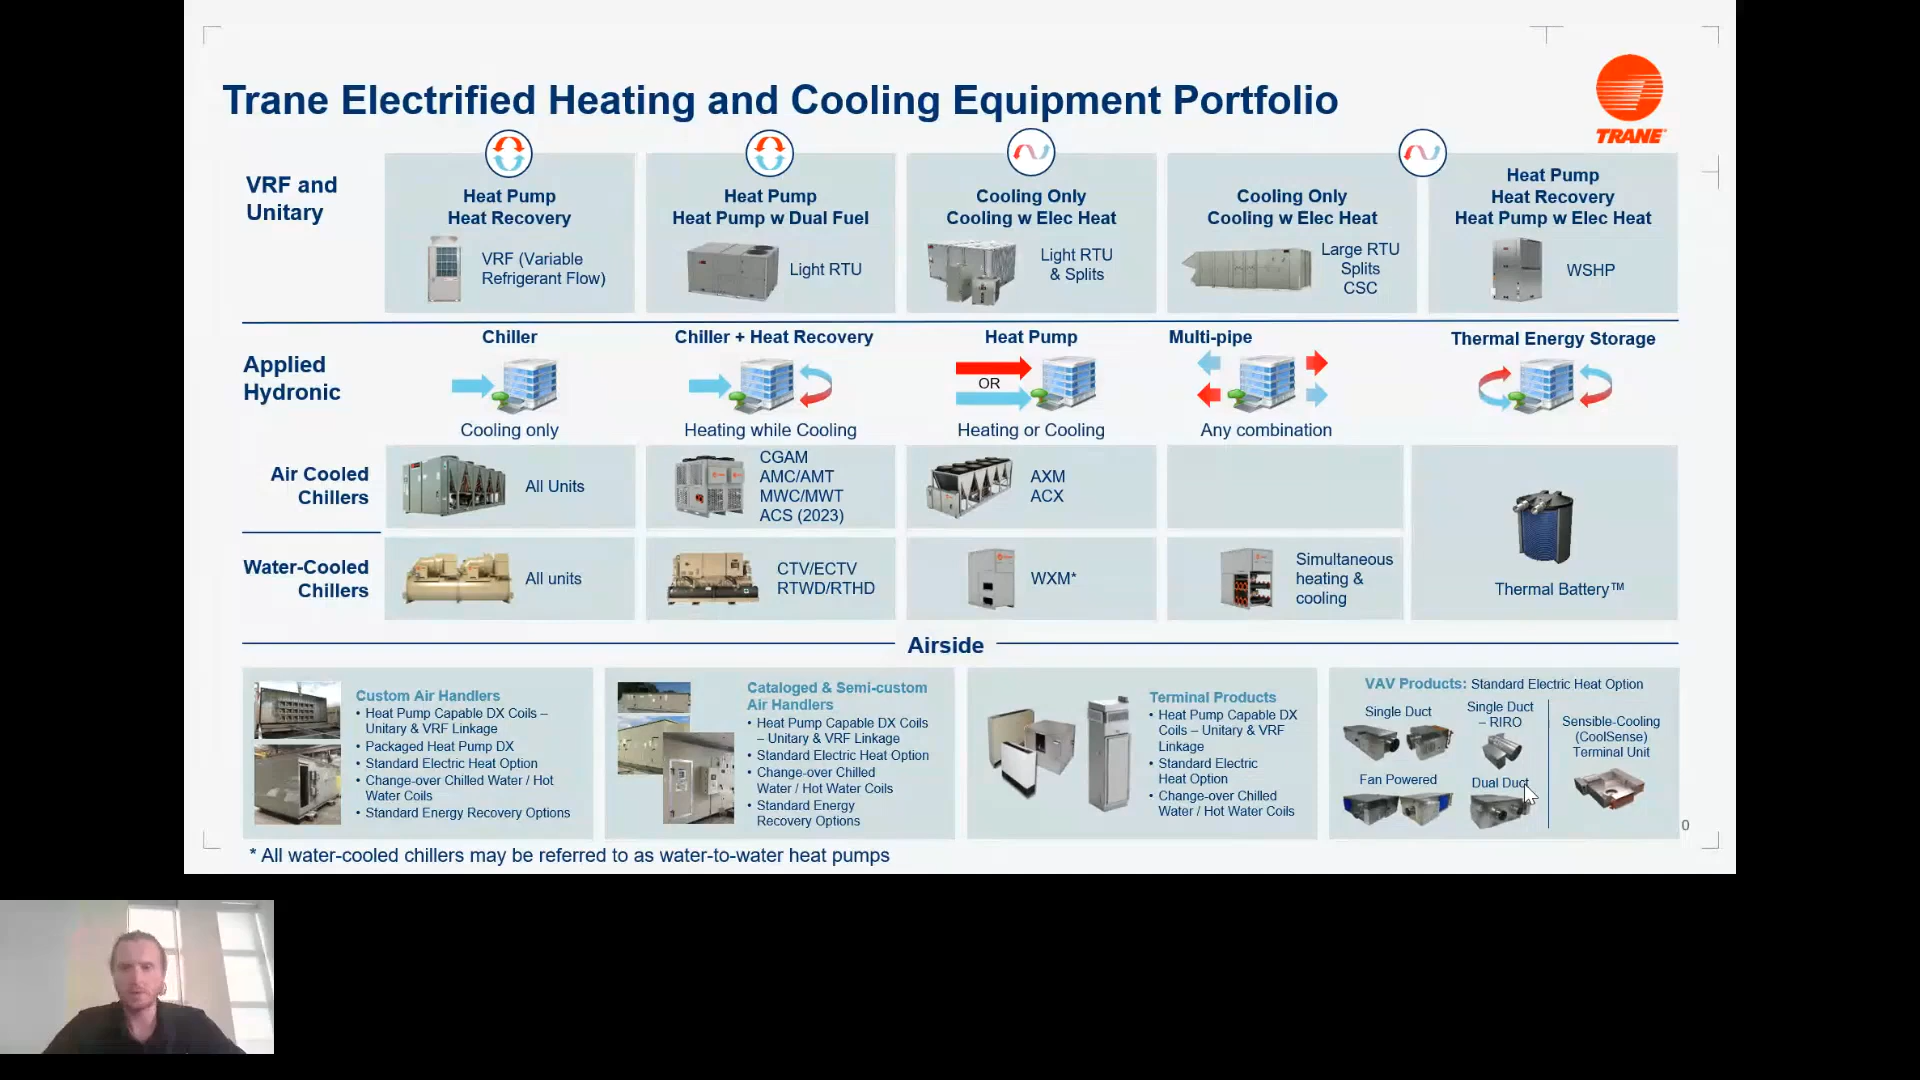 Trane Electrified Heating and Cooling Equipment Portfolio
TRANE
VRF and
Unitary
Heat Pump
Heat Recovery
VRF (Variable
Refrigerant Flow)
Heat Pump
Heat Pump w Dual Fuel
Light RTU
Cooling Only
Cooling w Elec Heat
Light RTU
& Splits
Cooling Only
Cooling w Elec Heat
Large RTU
Splits
CSC
Heat Pump
Heat Recovery
Heat Pump w Elec Heat
WSHP
Applied
Hydronic
Chiller
Cooling only
Chiller + Heat Recovery
Heating while Cooling
Heat Pump
OR
Heating or Cooling
Multi-pipe
Any combination
Thermal Energy Storage
Air Cooled
Chillers
All Units
CGAM
AMC/AMT
MWC/MWT
ACS (2023)
AXM
ACX
Water-Cooled
Chillers
All units
CTV/ECTV
RTWD/RTHD
WXM*
Simultaneous
heating &
cooling
Thermal Battery™
Airside
Custom Air Handlers
• Heat Pump Capable DX Coils –
Unitary & VRF Linkage
• Packaged Heat Pump DX
• Standard Electric Heat Option
• Change-over Chilled Water / Hot
Water Coils
• Standard Energy Recovery Options
Cataloged & Semi-custom
Air Handlers
• Heat Pump Capable DX Coils
– Unitary & VRF Linkage
• Standard Electric Heat Option
• Change-over Chilled
Water / Hot Water Coils
• Standard Energy
Recovery Options
Terminal Products
• Heat Pump Capable DX
Coils – Unitary & VRF
Linkage
• Standard Electric
Heat Option
• Change-over Chilled
Water / Hot Water Coils
VAV Products: Standard Electric Heat Option
Single Duct
Single Duct
– RIRO
Fan Powered
Dual Duct
Sensible-Cooling
(CoolSense)
Terminal Unit
0
* All water-cooled chillers may be referred to as water-to-water heat pumps